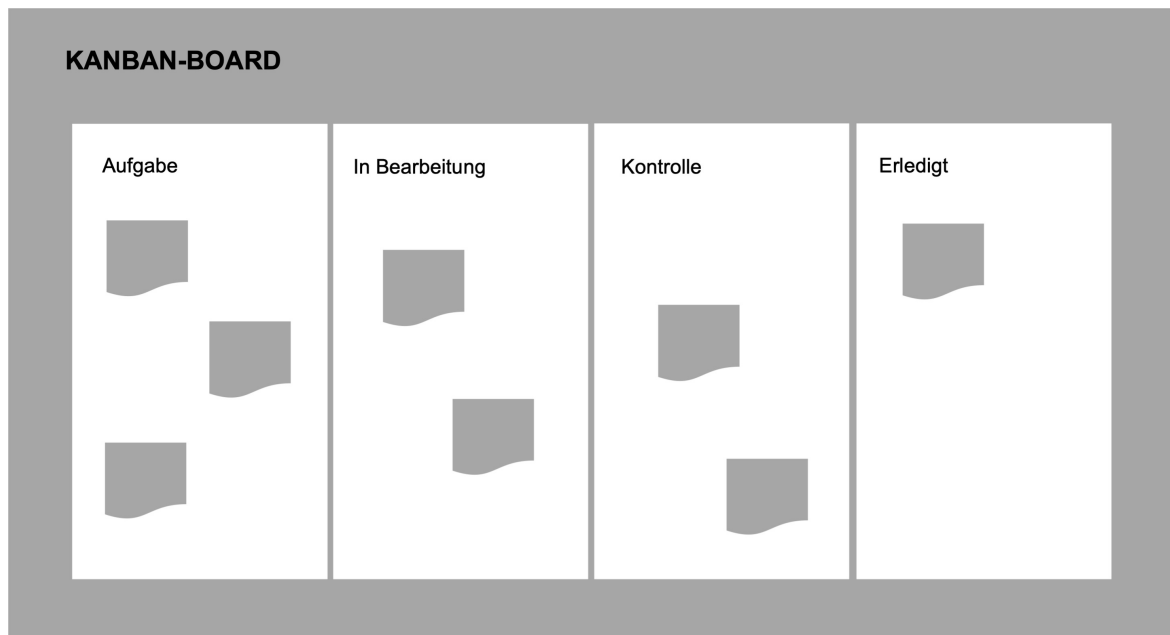 KANBAN-BOARD
Aufgabe
In Bearbeitung
Kontrolle
Erledigt